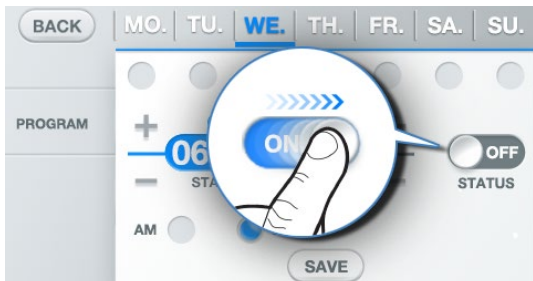 BACK
MO. TU. WE. TH. FR. SA. SU.
PROGRAM
ON
06
OFF
STATUS
AM
SAVE